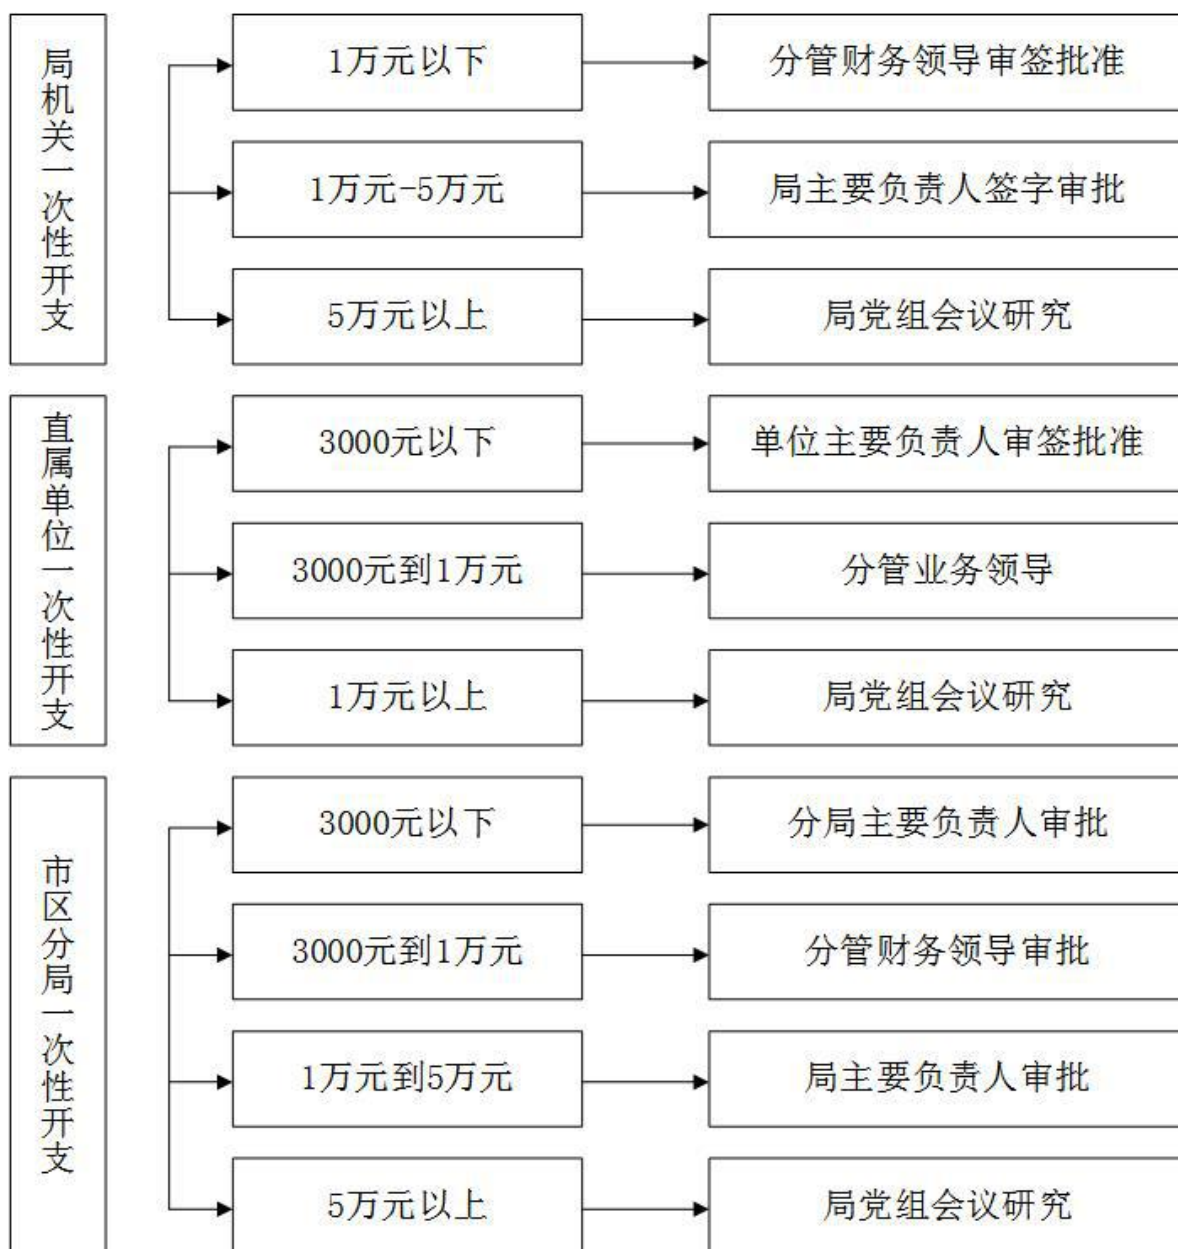 局机关一次性开支
1万元以下
分管财务领导审签批准
1万元-5万元
局主要负责人签字审批
5万元以上
局党组会议研究
直属单位一次性开支
3000元以下
单位主要负责人审签批准
3000元到1万元
分管业务领导
1万元以上
局党组会议研究
市区分局一次性开支
3000元以下
分局主要负责人审批
3000元到1万元
分管财务领导审批
1万元到5万元
局主要负责人审批
5万元以上
局党组会议研究